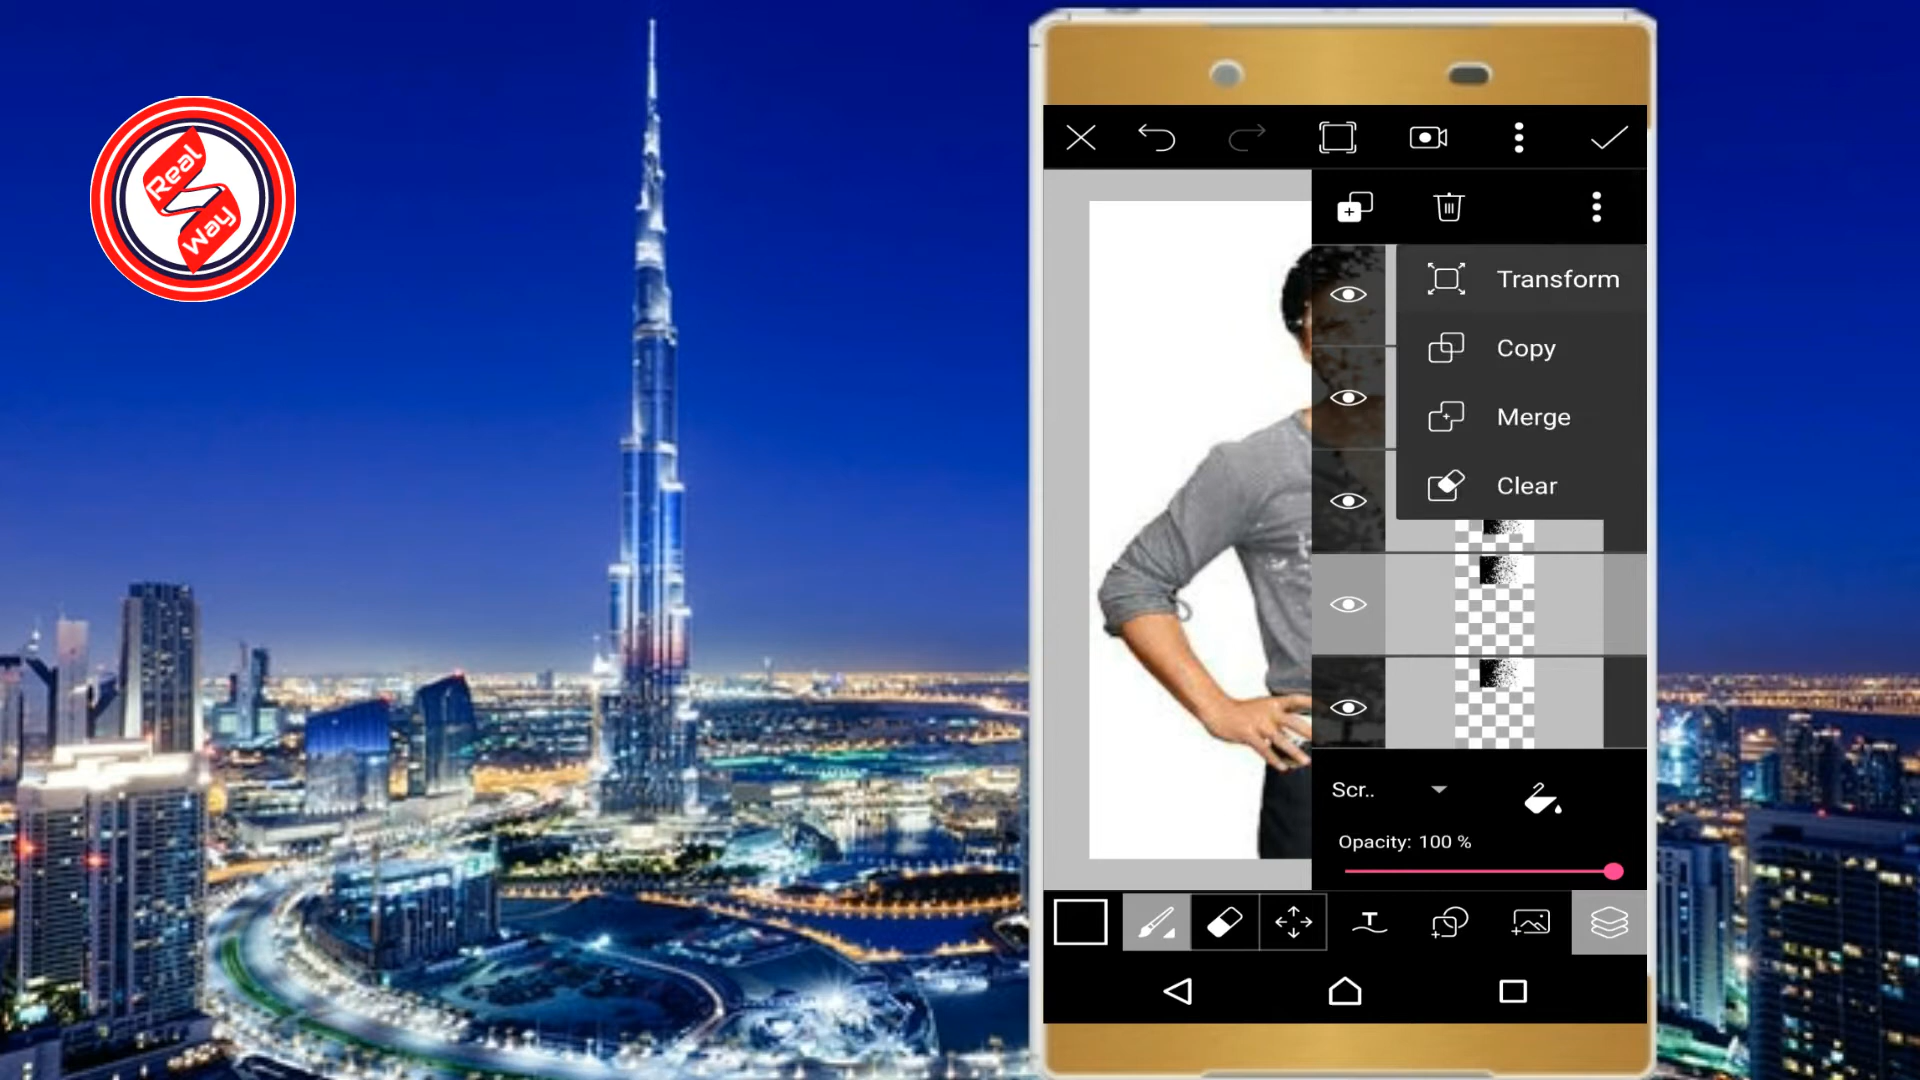 Real
Way
Transform
Copy
Merge
Clear
Scr..
Opacity: 100 %
T